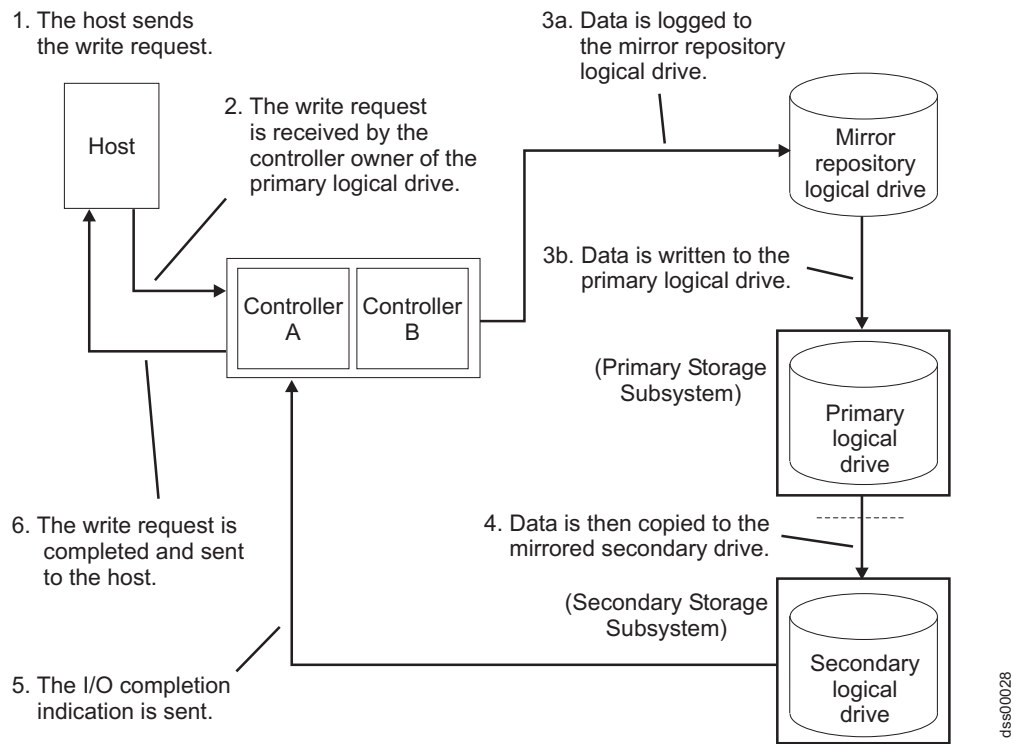 1. The host sends
the write request.
3a. Data is logged to
the mirror repository
logical drive.
2. The write request
is received by the
controller owner of the
primary logical drive.
Host
Mirror
repository
logical drive
3b. Data is written to the
primary logical drive.
Controller
A
Controller
B
(Primary Storage
Subsystem)
Primary
logical
drive
6. The write request is
completed and sent
to the host.
4. Data is then copied to the
mirrored secondary drive.
(Secondary Storage
Subsystem)
Secondary
logical
drive
5. The I/O completion
indication is sent.
dss00028